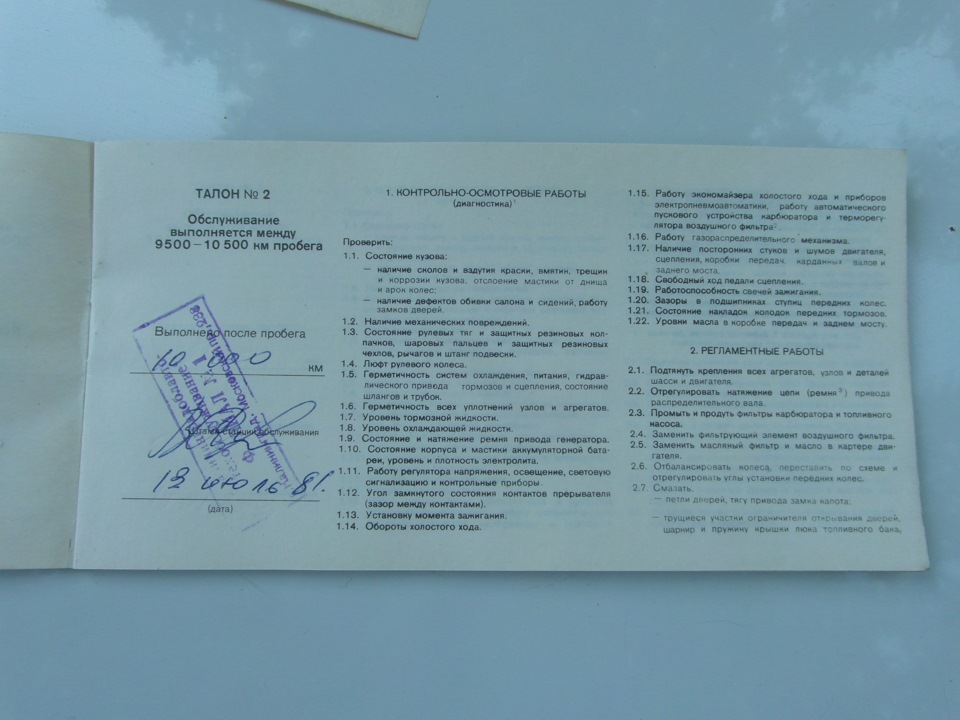 ТАЛОН № 2
Обслуживание
выполняется между
9500–10 500 км пробега
Выполнено после пробега
10 000
км
Штамп станции обслуживания
12 июль 81.
(дата)
1. КОНТРОЛЬНО-ОСМОТРОВЫЕ РАБОТЫ
(диагностика)¹
Проверить:
1.1. Состояние кузова:
— наличие сколов и вздутия краски, вмятин, трещин
и коррозии кузова, отслоение мастики от днища
и арок колес;
— наличие дефектов обивки салона и сидений, работу
замков дверей.
1.2. Наличие механических повреждений.
1.3. Состояние рулевых тяг и защитных резиновых кол-
пачков, шаровых пальцев и защитных резиновых
чехлов, рычагов и штанг подвески.
1.4. Люфт рулевого колеса.
1.5. Герметичность систем охлаждения, питания, гидрав-
лического привода тормозов и сцепления, состояние
шлангов и трубок.
1.6. Герметичность всех уплотнений узлов и агрегатов.
1.7. Уровень тормозной жидкости.
1.8. Уровень охлаждающей жидкости.
1.9. Состояние и натяжение ремня привода генератора.
1.10. Состояние корпуса и мастики аккумуляторной бата-
реи, уровень и плотность электролита.
1.11. Работу регулятора напряжения, освещение, световую
сигнализацию и контрольные приборы.
1.12. Угол замкнутого состояния контактов прерывателя
(зазор между контактами).
1.13. Установку момента зажигания.
1.14. Обороты холостого хода.
1.15. Работу экономайзера холостого хода и приборов
электропневмоавтоматики, работу автоматического
пускового устройства карбюратора и терморегу-
лятора воздушного фильтра².
1.16. Работу газораспределительного механизма.
1.17. Наличие посторонних стуков и шумов двигателя,
сцепления, коробки передач, карданных валов и
заднего моста.
1.18. Свободный ход педали сцепления.
1.19. Работоспособность свечей зажигания.
1.20. Зазоры в подшипниках ступиц передних колес.
1.21. Состояние накладок колодок передних тормозов.
1.22. Уровни масла в коробке передач и заднем мосту.
2. РЕГЛАМЕНТНЫЕ РАБОТЫ
2.1. Подтянуть крепления всех агрегатов, узлов и деталей
шасси и двигателя.
2.2. Отрегулировать натяжение цепи (ремня³) привода
распределительного вала.
2.3. Промыть и продуть фильтры карбюратора и топливного
насоса.
2.4. Заменить фильтрующий элемент воздушного фильтра.
2.5. Заменить масляный фильтр и масло в картере дви-
гателя.
2.6. Отбалансировать колеса, переставить по схеме и
отрегулировать углы установки передних колес.
2.7. Смазать:
— петли дверей, тягу привода замка капота;
— трущиеся участки ограничителя открывания дверей,
шарнир и пружину крышки люка топливного бака,